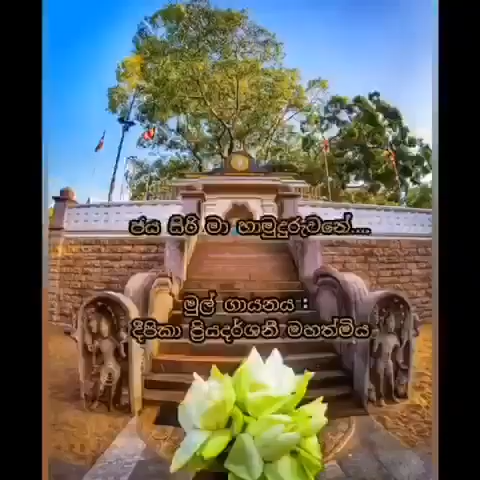 ජය සිරි මා හාමුදුරුවනේ....
මුල් ගායනය :
දීපිකා ප්‍රියදර්ශනී මහත්මිය